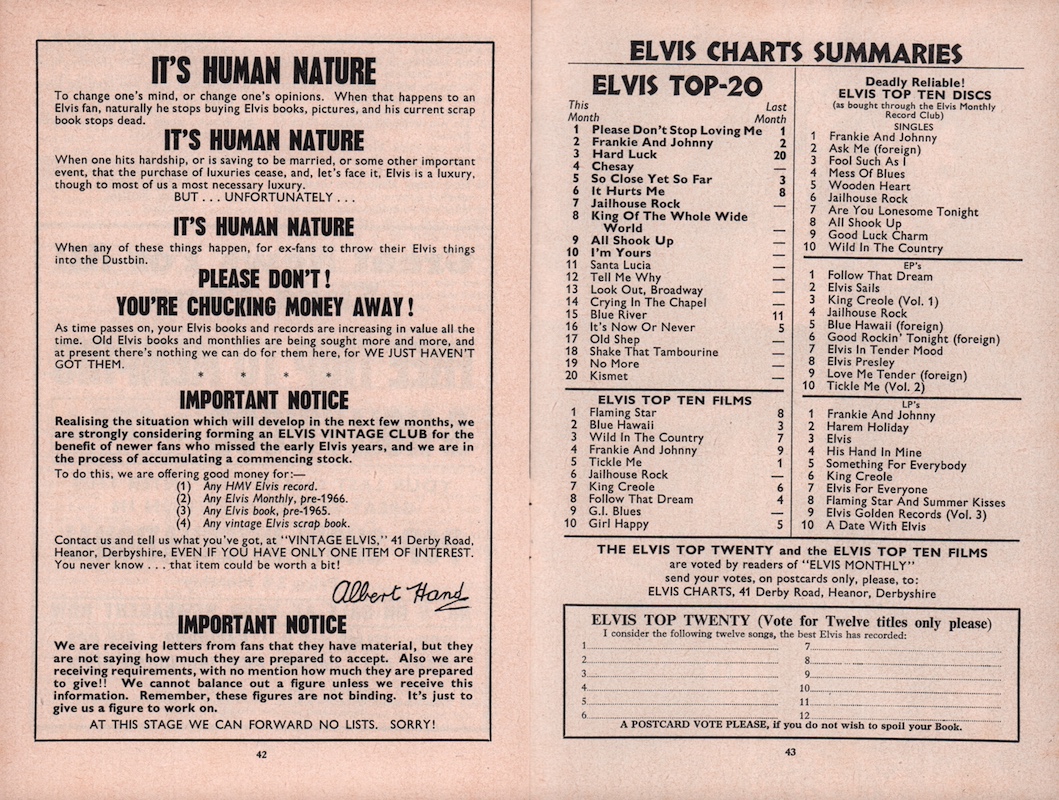 IT'S HUMAN NATURE
To change one's mind, or change one's opinions. When that happens to an
Elvis fan, naturally he stops buying Elvis books, pictures, and his current scrap
book stops dead.
IT'S HUMAN NATURE
When one hits hardship, or is saving to be married, or some other important
event, that the purchase of luxuries cease, and, let's face it, Elvis is a luxury,
though to most of us a most necessary luxury.
BUT . . . UNFORTUNATELY . . .
IT'S HUMAN NATURE
When any of these things happen, for ex-fans to throw their Elvis things
into the Dustbin.
PLEASE DON'T!
YOU'RE CHUCKING MONEY AWAY!
As time passes on, your Elvis books and records are increasing in value all the
time. Old Elvis books and monthlies are being sought more and more, and
at present there's nothing we can do for them here, for WE JUST HAVEN'T
GOT THEM.
* * * *
IMPORTANT NOTICE
Realising the situation which will develop in the next few months, we
are strongly considering forming an ELVIS VINTAGE CLUB for the
benefit of newer fans who missed the early Elvis years, and we are in
the process of accumulating a commencing stock.
To do this, we are offering good money for:—
(1) Any HMV Elvis record.
(2) Any Elvis Monthly, pre-1966.
(3) Any Elvis book, pre-1965.
(4) Any vintage Elvis scrap book.
Contact us and tell us what you've got, at "VINTAGE ELVIS," 41 Derby Road,
Heanor, Derbyshire, EVEN IF YOU HAVE ONLY ONE ITEM OF INTEREST.
You never know . . . that item could be worth a bit!
Albert Hand
IMPORTANT NOTICE
We are receiving letters from fans that they have material, but they
are not saying how much they are prepared to accept. Also we are
receiving requirements, with no mention how much they are prepared
to give!! We cannot balance out a figure unless we receive this
information. Remember, these figures are not binding. It's just to
give us a figure to work on.
AT THIS STAGE WE CAN FORWARD NO LISTS. SORRY!
42
ELVIS CHARTS SUMMARIES
ELVIS TOP-20
This Last
Month Month
1 Please Don't Stop Loving Me 1
2 Frankie And Johnny 2
3 Hard Luck 20
4 Chesay —
5 So Close Yet So Far 3
6 It Hurts Me 8
7 Jailhouse Rock —
8 King Of The Whole Wide
World —
9 All Shook Up —
10 I'm Yours —
11 Santa Lucia —
12 Tell Me Why —
13 Look Out, Broadway —
14 Crying In The Chapel —
15 Blue River 11
16 It's Now Or Never 5
17 Old Shep —
18 Shake That Tambourine —
19 No More —
20 Kismet —
ELVIS TOP TEN FILMS
1 Flaming Star 8
2 Blue Hawaii 3
3 Wild In The Country 7
4 Frankie And Johnny 9
5 Tickle Me 1
6 Jailhouse Rock —
7 King Creole 6
8 Follow That Dream 4
9 G.I. Blues —
10 Girl Happy 5
Deadly Reliable!
ELVIS TOP TEN DISCS
(as bought through the Elvis Monthly
Record Club)
SINGLES
1 Frankie And Johnny
2 Ask Me (foreign)
3 Fool Such As I
4 Mess Of Blues
5 Wooden Heart
6 Jailhouse Rock
7 Are You Lonesome Tonight
8 All Shook Up
9 Good Luck Charm
10 Wild In The Country
EP's
1 Follow That Dream
2 Elvis Sails
3 King Creole (Vol. 1)
4 Jailhouse Rock
5 Blue Hawaii (foreign)
6 Good Rockin' Tonight (foreign)
7 Elvis In Tender Mood
8 Elvis Presley
9 Love Me Tender (foreign)
10 Tickle Me (Vol. 2)
LP's
1 Frankie And Johnny
2 Harem Holiday
3 Elvis
4 His Hand In Mine
5 Something For Everybody
6 King Creole
7 Elvis For Everyone
8 Flaming Star And Summer Kisses
9 Elvis Golden Records (Vol. 3)
10 A Date With Elvis
THE ELVIS TOP TWENTY and the ELVIS TOP TEN FILMS
are voted by readers of "ELVIS MONTHLY"
send your votes, on postcards only, please, to:
ELVIS CHARTS, 41 Derby Road, Heanor, Derbyshire
ELVIS TOP TWENTY (Vote for Twelve titles only please)
I consider the following twelve songs, the best Elvis has recorded:
1
2
3
4
5
6
7
8
9
10
11
12
A POSTCARD VOTE PLEASE, if you do not wish to spoil your Book.
43